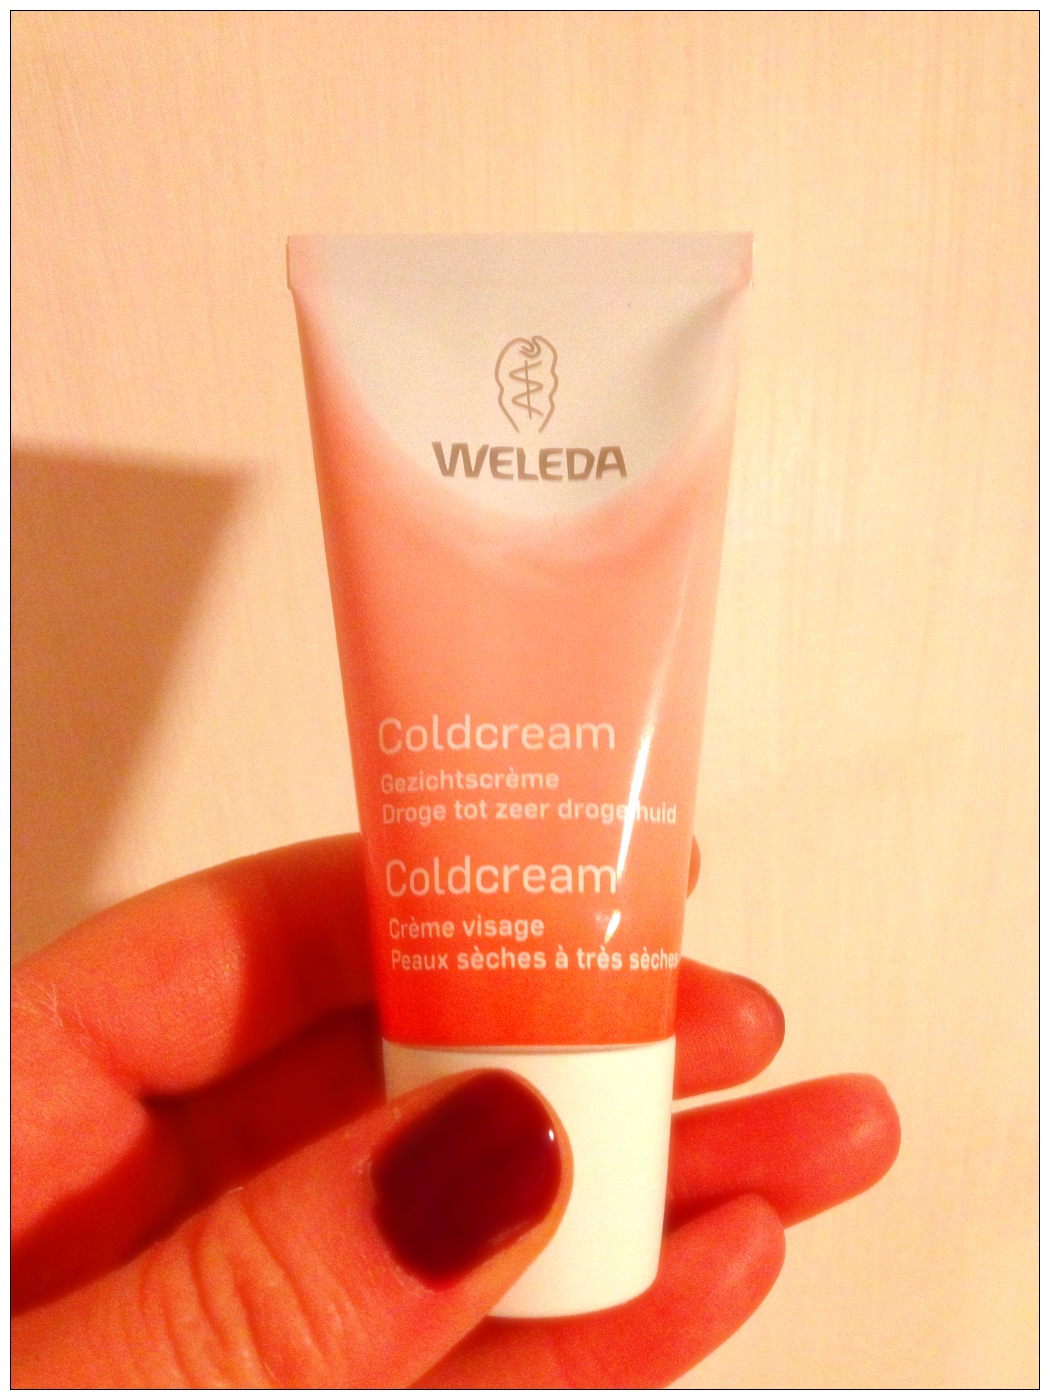 WELEDA
Coldcream
Gezichtscrème
Droge tot zeer droge huid
Coldcream
Crème visage
Peaux sèches à très sèches